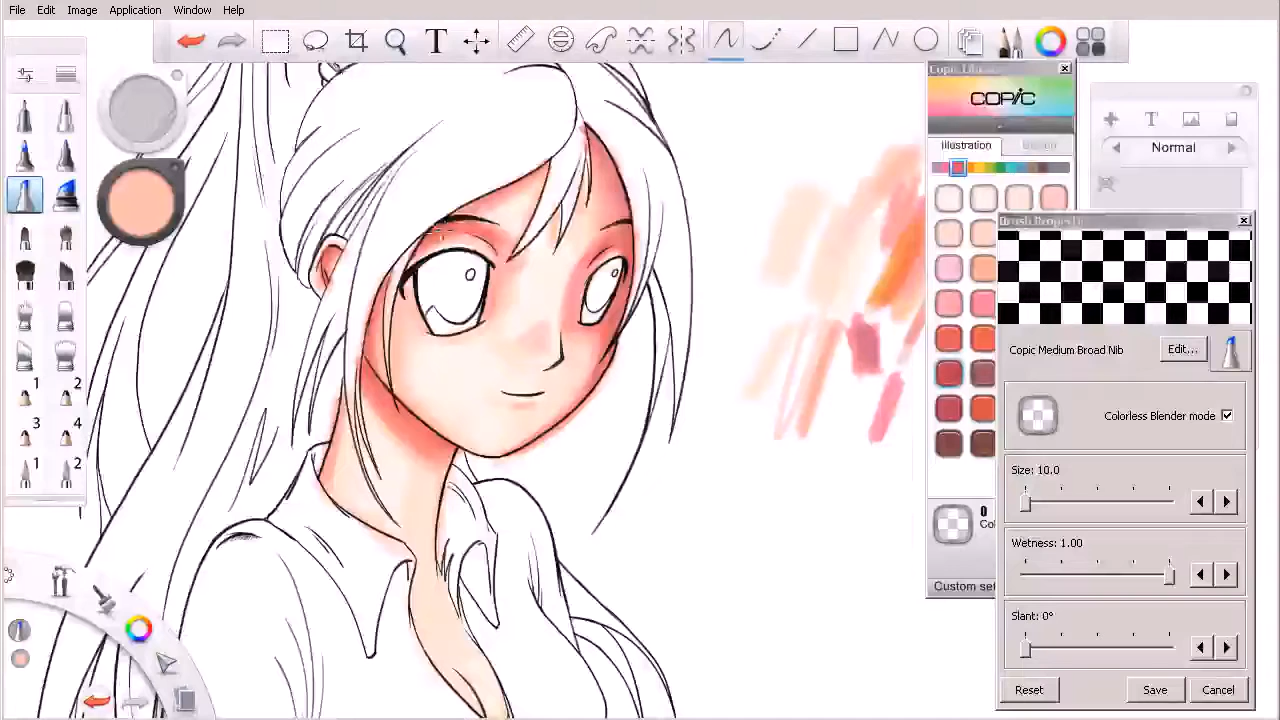 File Edit Image Application Window Help
T
COPIC
Illustration
T
Normal
1 2
3 4
1 2
Copic Medium Broad Nib
Edit...
Colorless Blender mode
Size: 10.0
Wetness: 1.00
Slant: 0°
0
Custom set
Reset Save Cancel